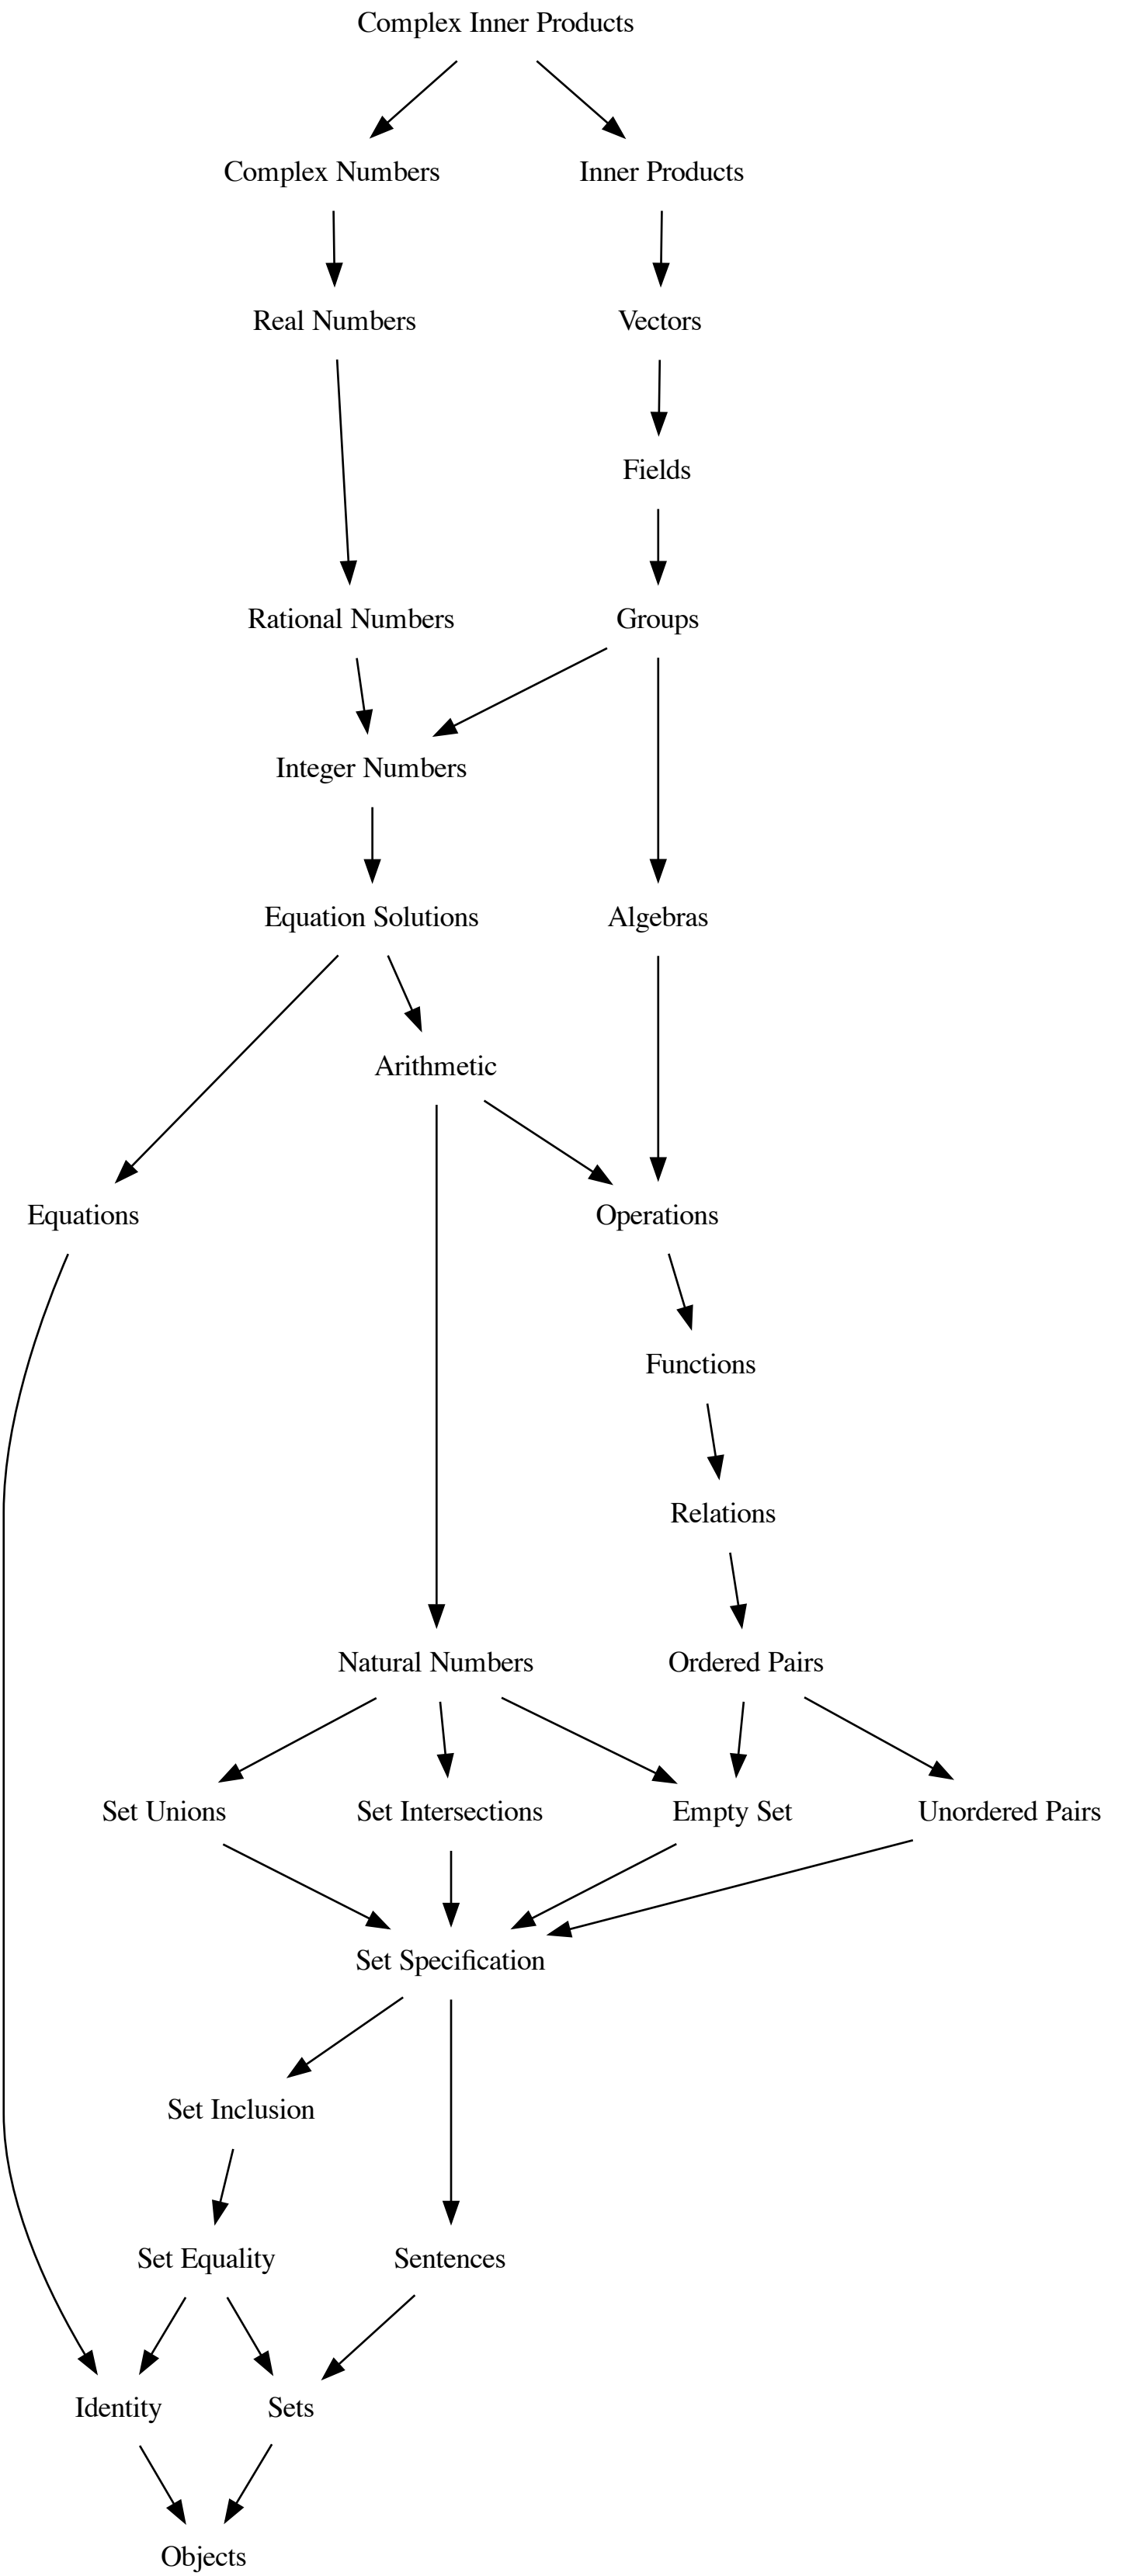 Complex Inner Products
Complex Numbers
Inner Products
Real Numbers
Vectors
Fields
Rational Numbers
Groups
Integer Numbers
Equation Solutions
Algebras
Arithmetic
Equations
Operations
Functions
Relations
Natural Numbers
Ordered Pairs
Set Unions
Set Intersections
Empty Set
Unordered Pairs
Set Specification
Set Inclusion
Set Equality
Sentences
Identity
Sets
Objects